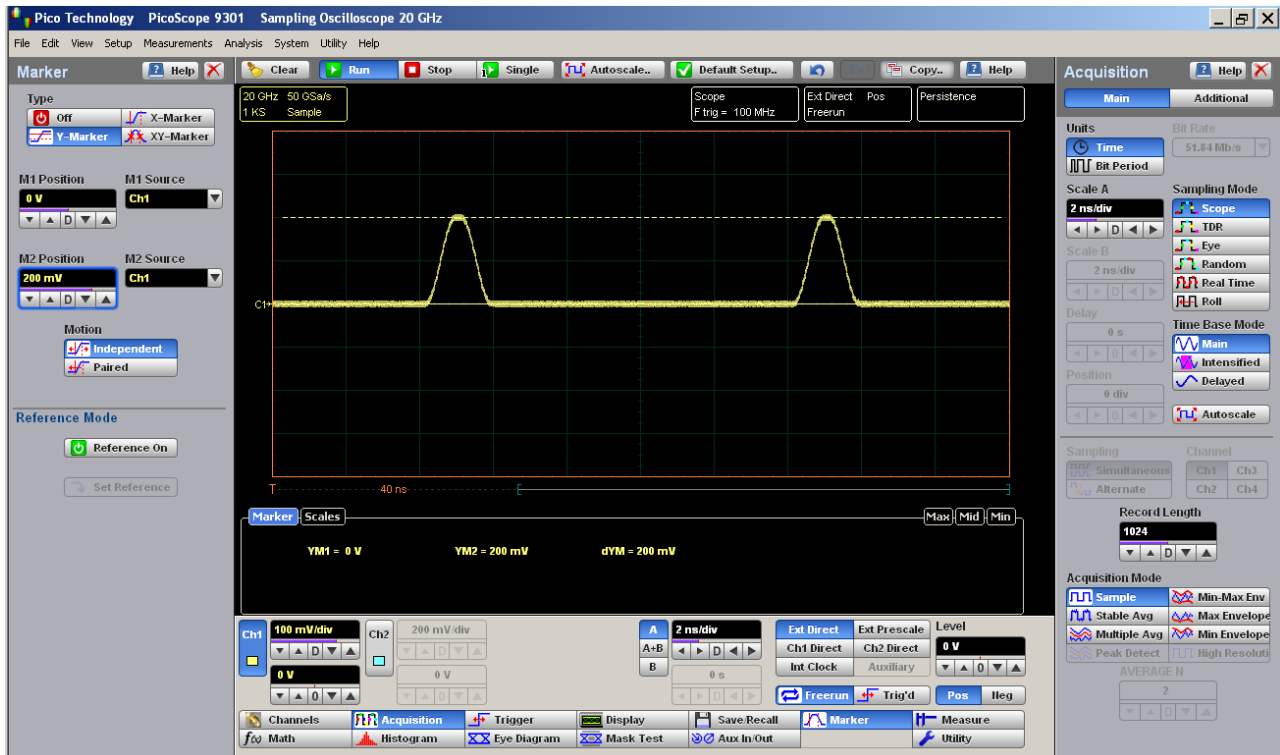 Pico Technology PicoScope 9301 Sampling Oscilloscope 20 GHz
File Edit View Setup Measurements Analysis System Utility Help
Marker Help
Type
Off X-Marker
Y-Marker XY-Marker
M1 Position M1 Source
0 V Ch1
D
M2 Position M2 Source
200 mV Ch1
D
Motion
Independent
Paired
Reference Mode
Reference On
Set Reference
Clear Run Stop Single Autoscale.. Default Setup.. Copy.. Help
20 GHz 50 GSa/s
1 KS Sample
Scope
F trig = 100 MHz
Ext Direct Pos
Freerun
Persistence
C1
T 40 ns
Marker Scales Max Mid Min
YM1 = 0 V YM2 = 200 mV dYM = 200 mV
Ch1 100 mV/div Ch2 200 mV/div
D D
0 V 0 V
0 0
A 2 ns/div
A+B D
B 0 s
D
Ext Direct Ext Prescale Level
Ch1 Direct Ch2 Direct 0 V
Int Clock Auxiliary 0
Freerun Trig'd Pos Neg
Channels Acquisition Trigger Display Save/Recall Marker Measure
f(x) Math Histogram Eye Diagram Mask Test Aux In/Out Utility
Acquisition Help
Main Additional
Units Bit Rate
Time 51.84 Mb/s
Bit Period
Scale A Sampling Mode
2 ns/div Scope
D TDR
Scale B Eye
2 ns/div Random
D Real Time
Roll
Delay Time Base Mode
0 s Main
0 Intensified
Position Delayed
0 div
0 Autoscale
Sampling Channel
Simultaneous Ch1 Ch3
Alternate Ch2 Ch4
Record Length
1024
D
Acquisition Mode
Sample Min-Max Env
Stable Avg Max Envelope
Multiple Avg Min Envelope
Peak Detect High Resoluti
AVERAGE N
2
D